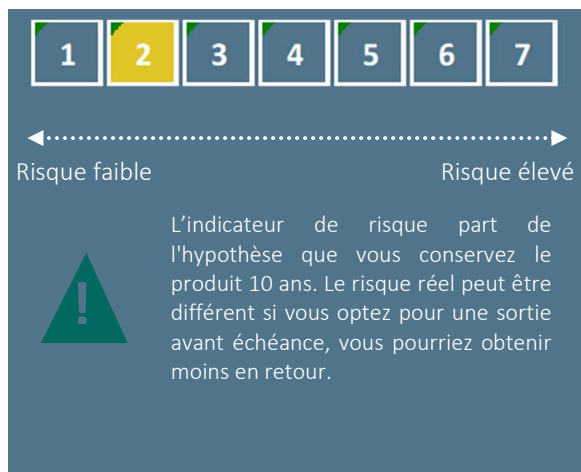 1 2 3 4 5 6 7
Risque faible Risque élevé
L’indicateur de risque part de
l'hypothèse que vous conservez le
produit 10 ans. Le risque réel peut être
différent si vous optez pour une sortie
avant échéance, vous pourriez obtenir
moins en retour.
!